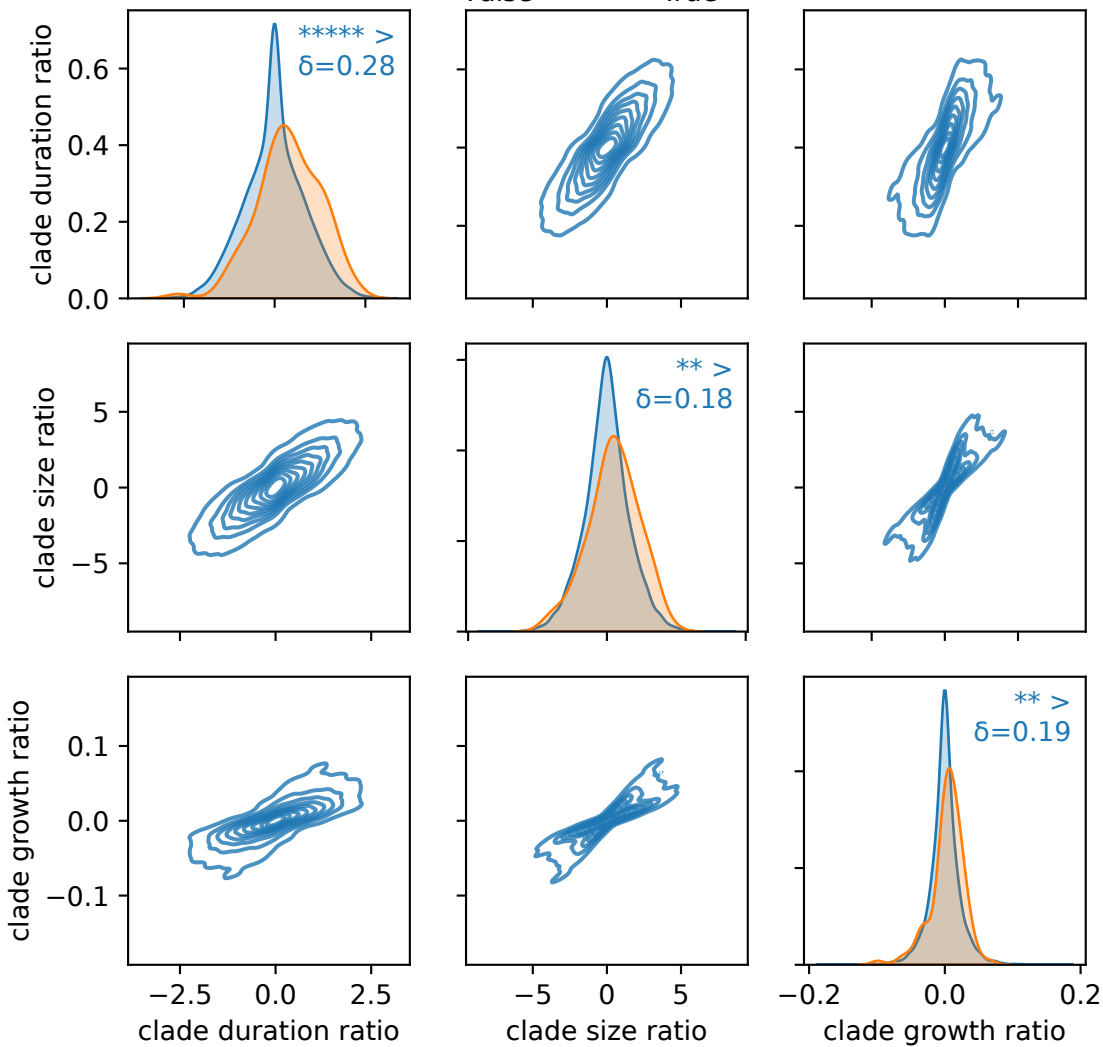 clade duration ratio
0.6
0.4
0.2
0.0
***** >
δ=0.28
clade size ratio
5
0
−5
** >
δ=0.18
clade growth ratio
0.1
0.0
−0.1
** >
δ=0.19
−2.5 0.0 2.5
−5 0 5
−0.2 0.0 0.2
clade duration ratio
clade size ratio
clade growth ratio